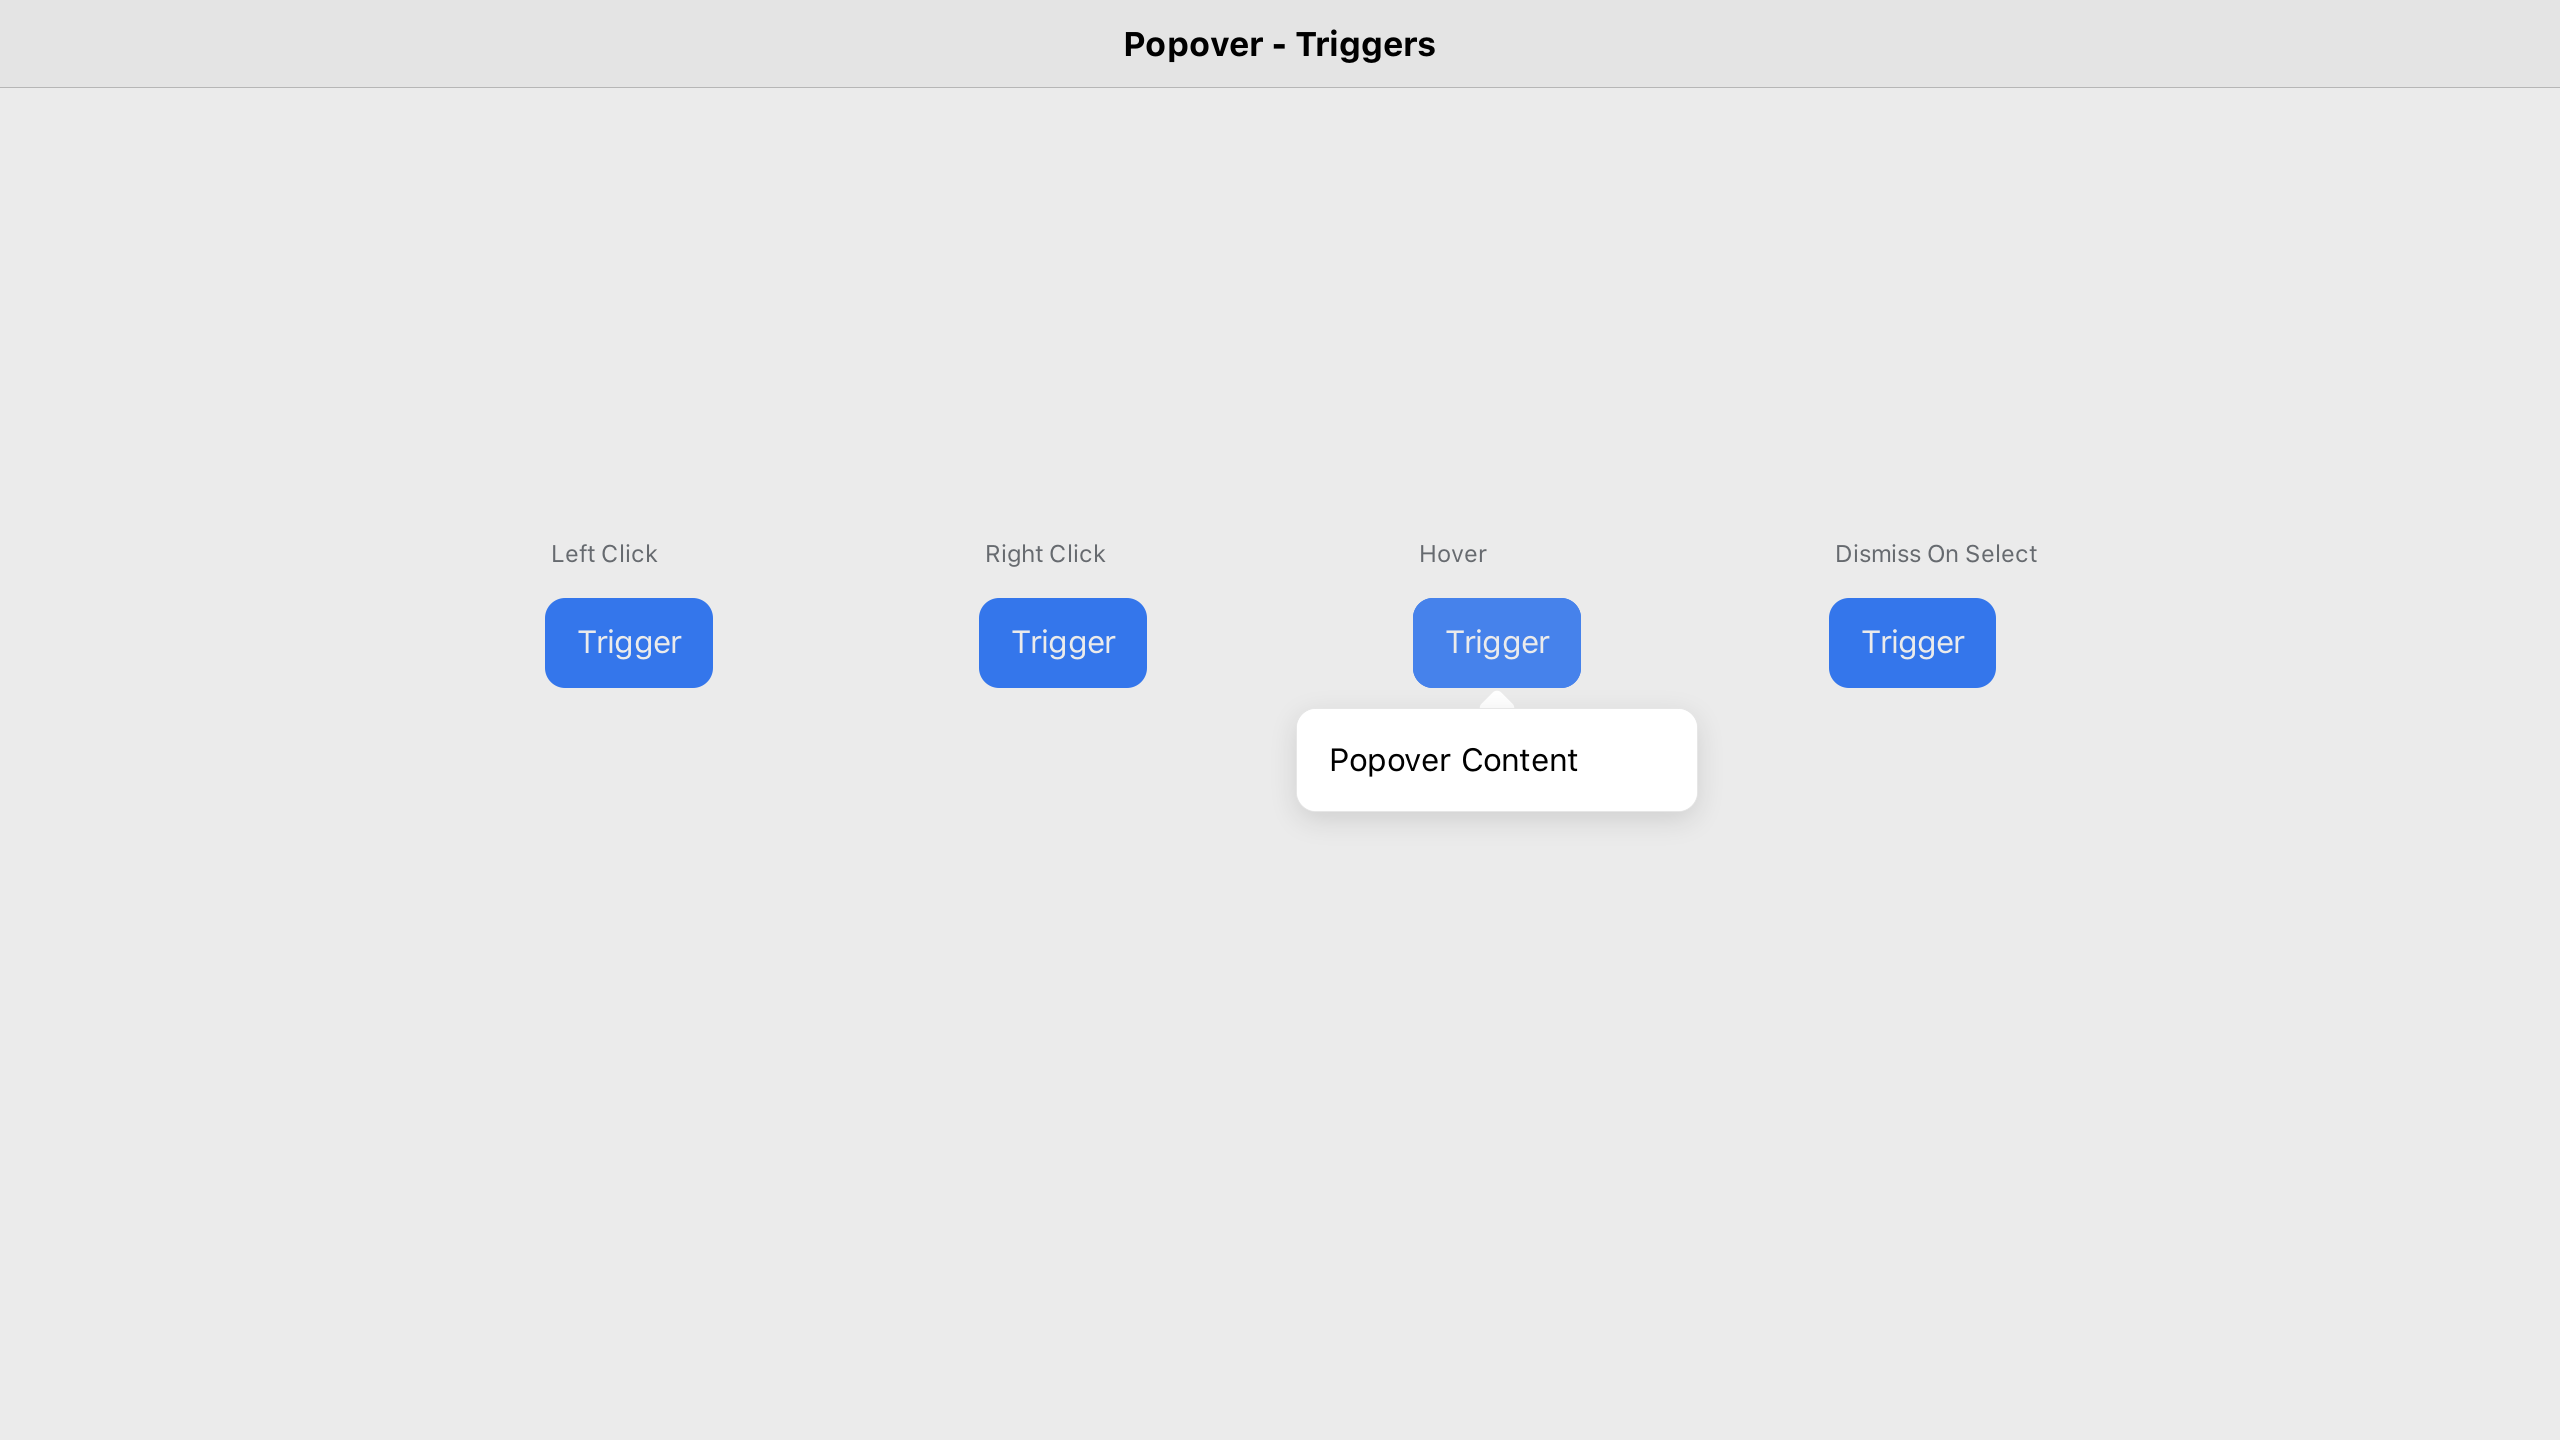 Popover - Triggers
Left Click
Right Click
Hover
Dismiss On Select
Trigger
Trigger
Trigger
Trigger
Popover Content